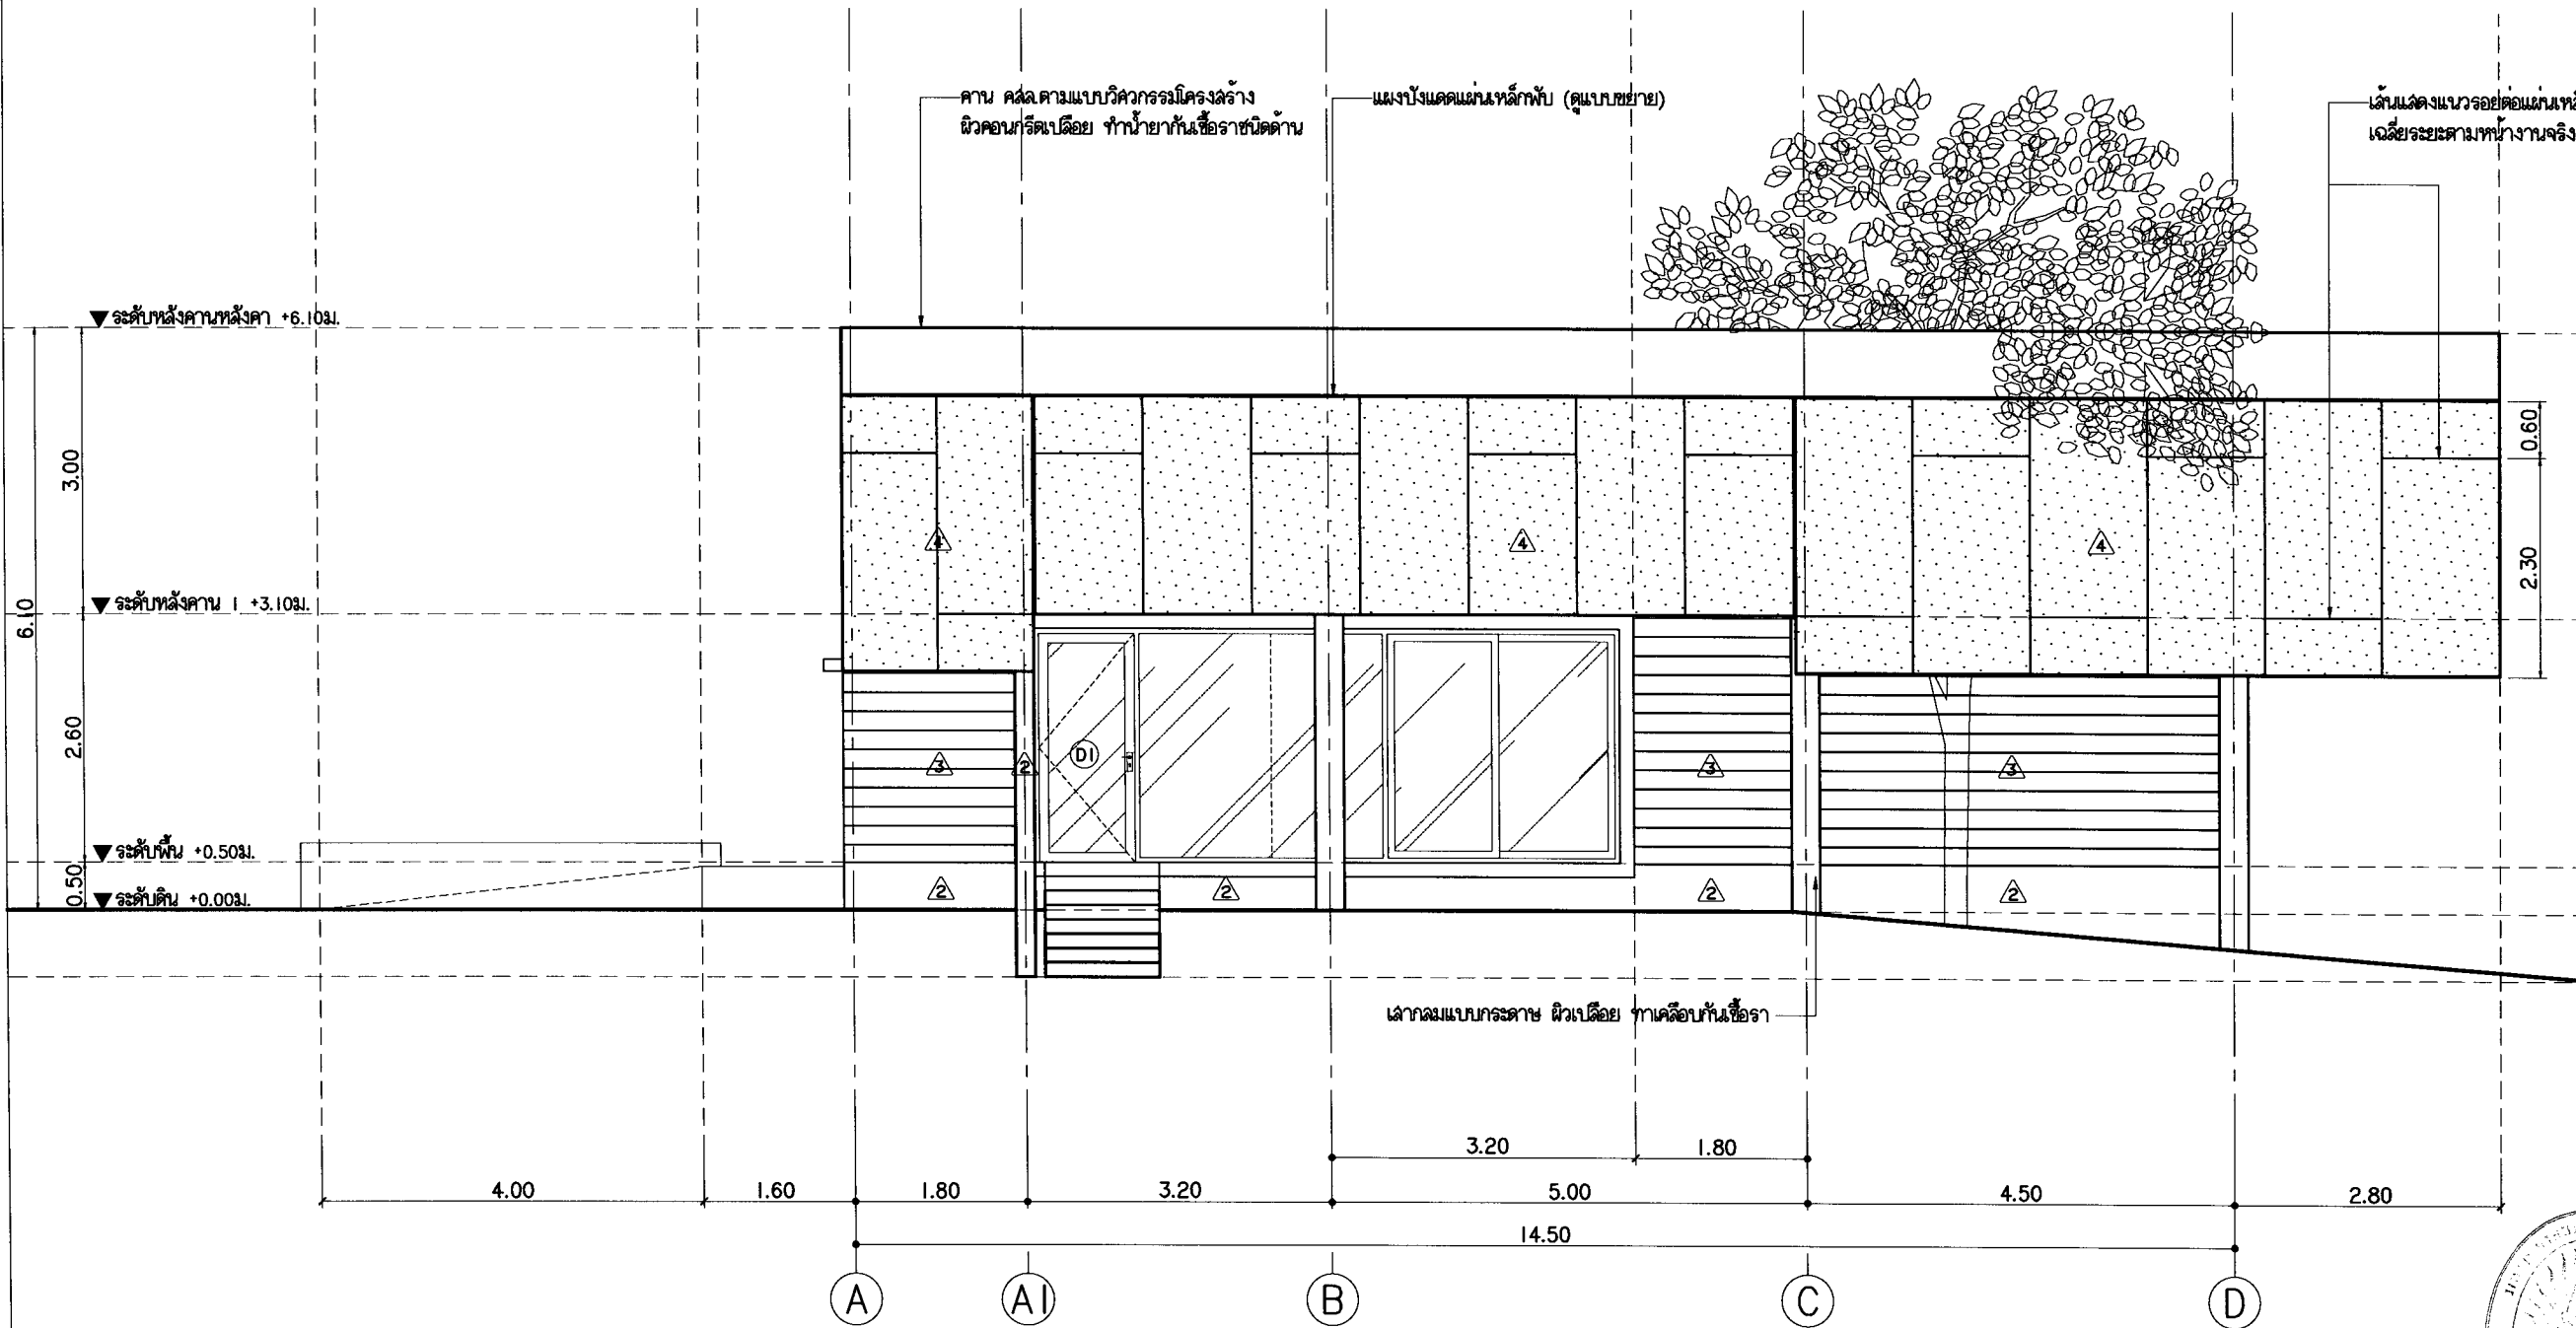 คาน คสล.ตามแบบวิศวกรรมโครงสร้าง
ผิวคอนกรีตเปลือย ทำน้ำยากันเชื้อราชนิดด้าน
แผงบังแดดแผ่นเหล็กพับ (ดูแบบขยาย)
เส้นแสดงแนวรอยต่อแผ่นเหล
เฉลี่ยระยะตามหน้างานจริง
ระดับหลังคานหลังคา +6.10ม.
0.60
3.00
4
4
4
2.30
ระดับหลังคาน 1 +3.10ม.
6.10
2.60
D1
3
2
3
3
ระดับพื้น +0.50ม.
0.50
2
2
2
2
ระดับดิน +0.00ม.
เสากลมแบบกระดาษ ผิวเปลือย ทาเคลือบกันเชื้อรา
3.20
1.80
4.00
1.60
1.80
3.20
5.00
4.50
2.80
14.50
A
A1
B
C
D